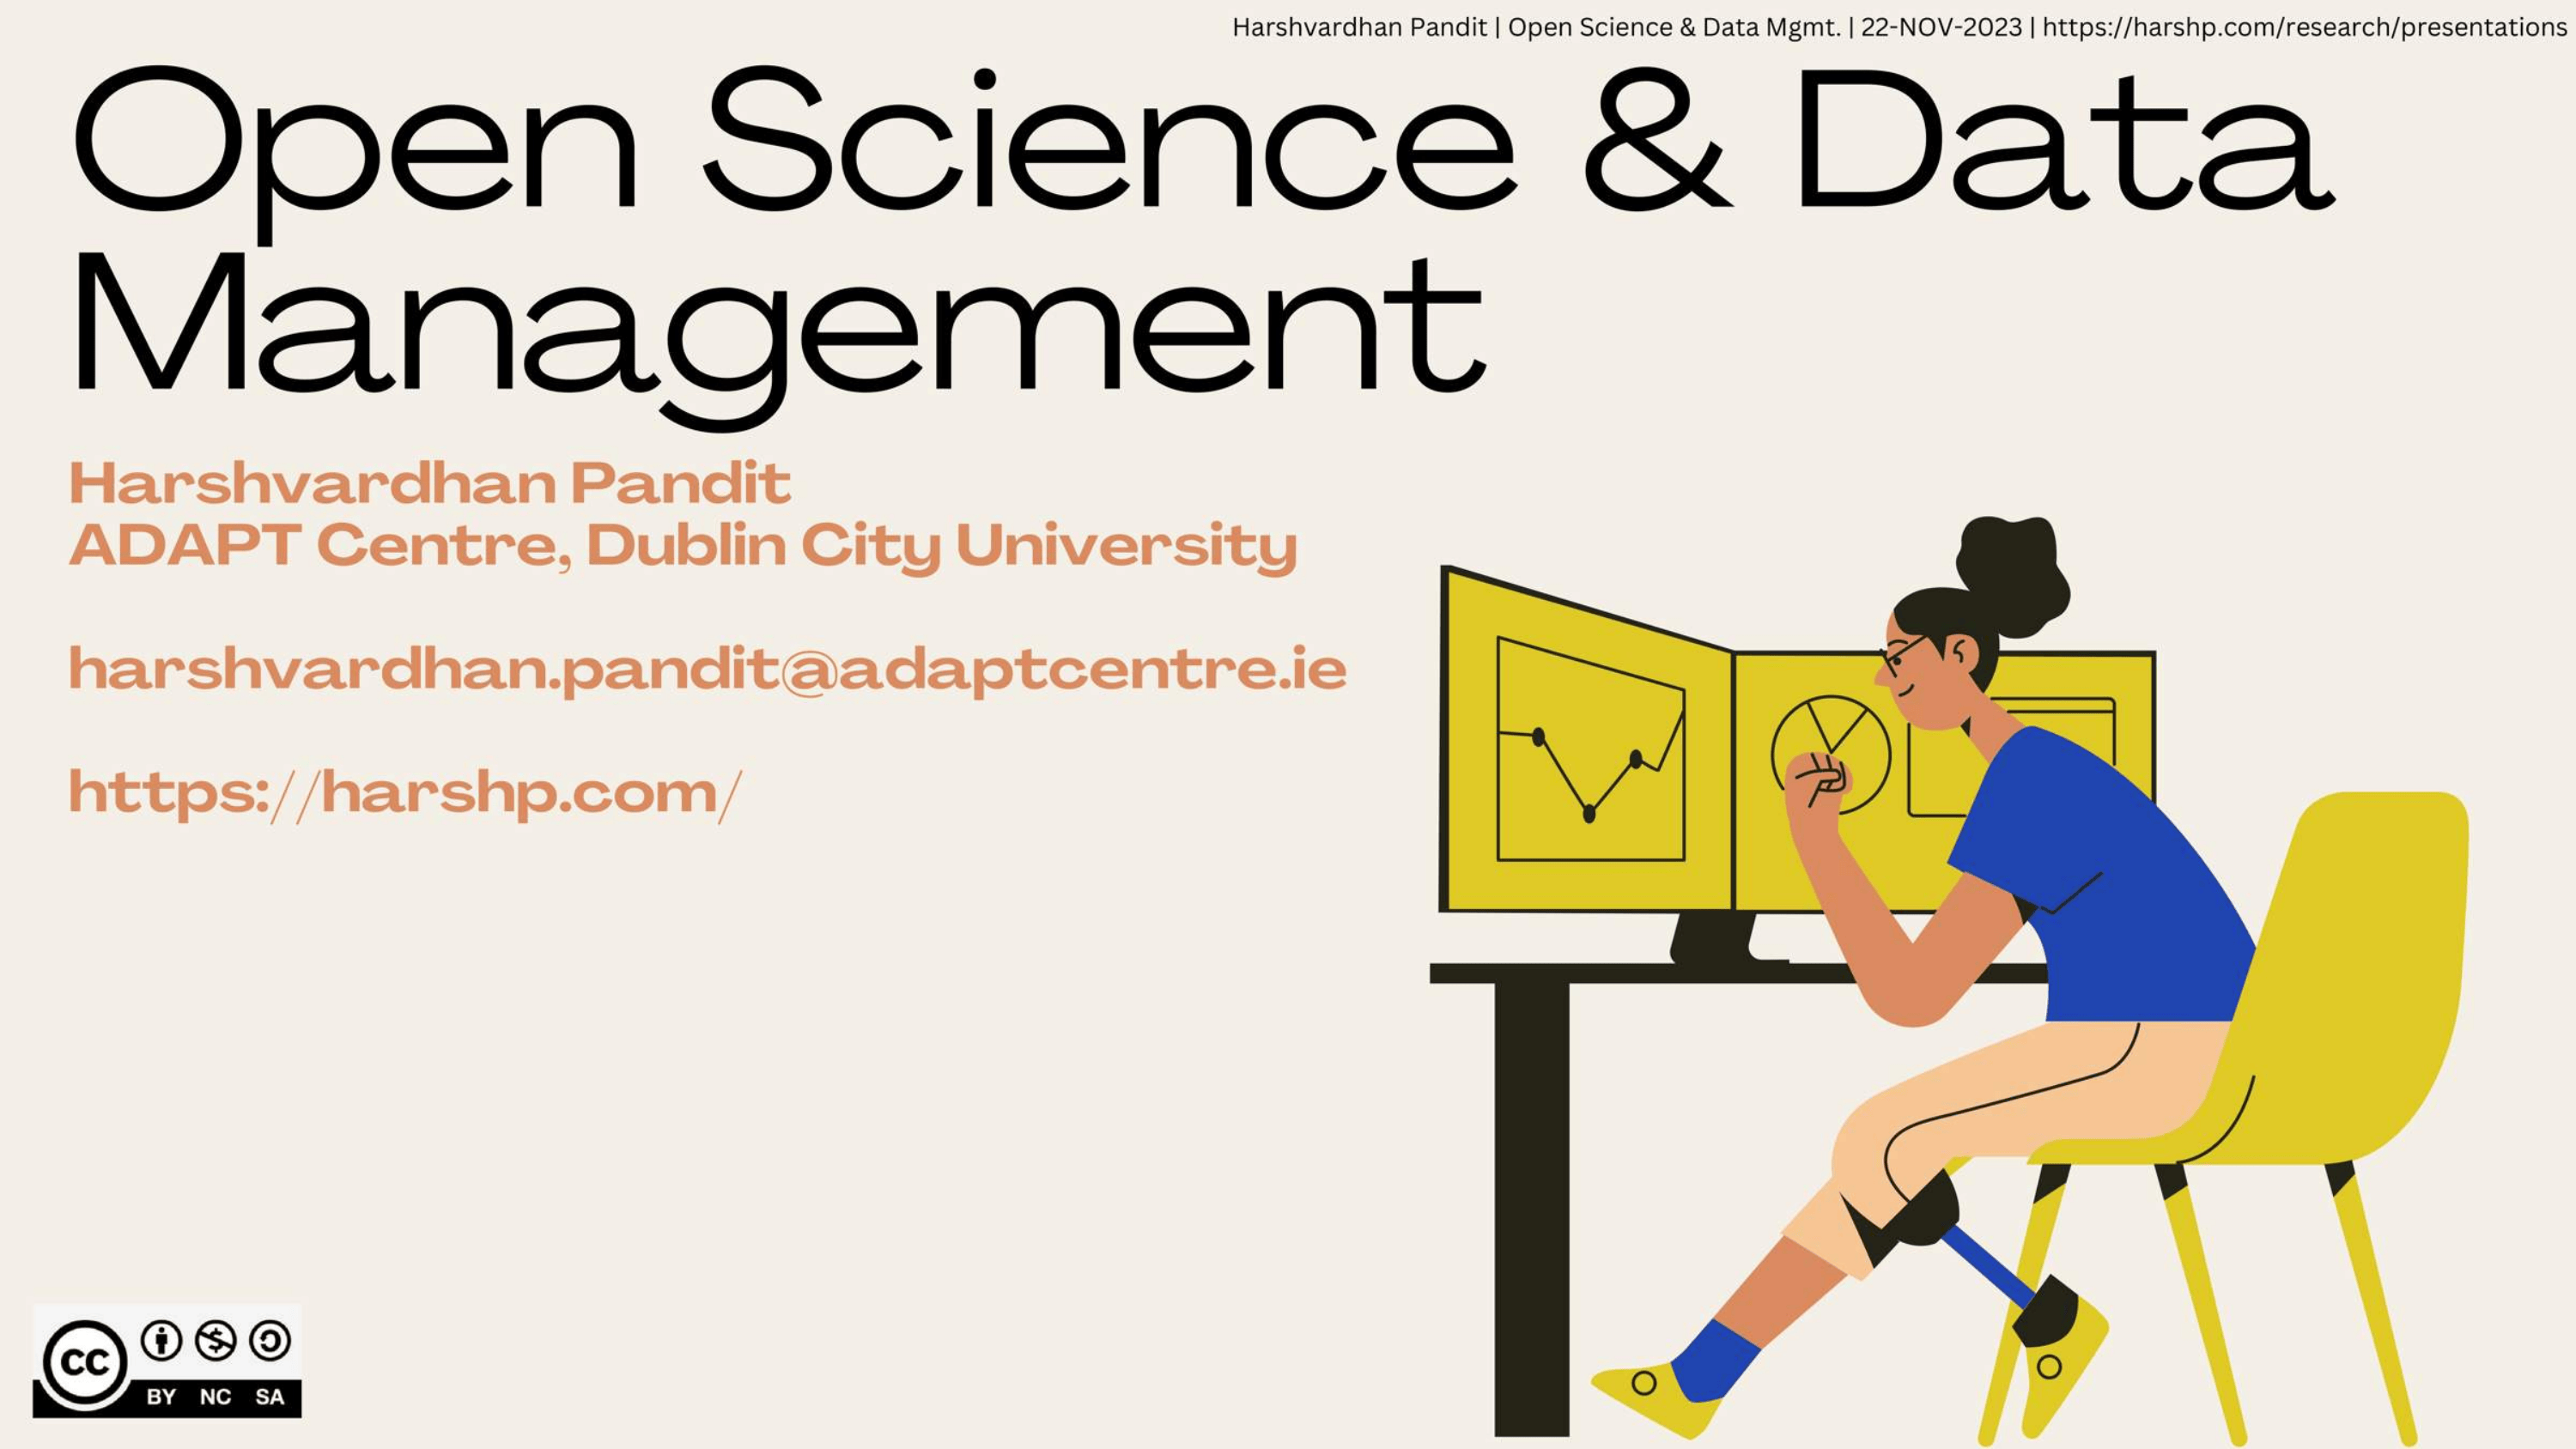 Harshvardhan Pandit | Open Science & Data Mgmt. | 22-NOV-2023 | https://harshp.com/research/presentations
Open Science & Data
Management
Harshvardhan Pandit
ADAPT Centre, Dublin City University
harshvardhan.pandit@adaptcentre.ie
https://harshp.com/
cc
BY NC SA